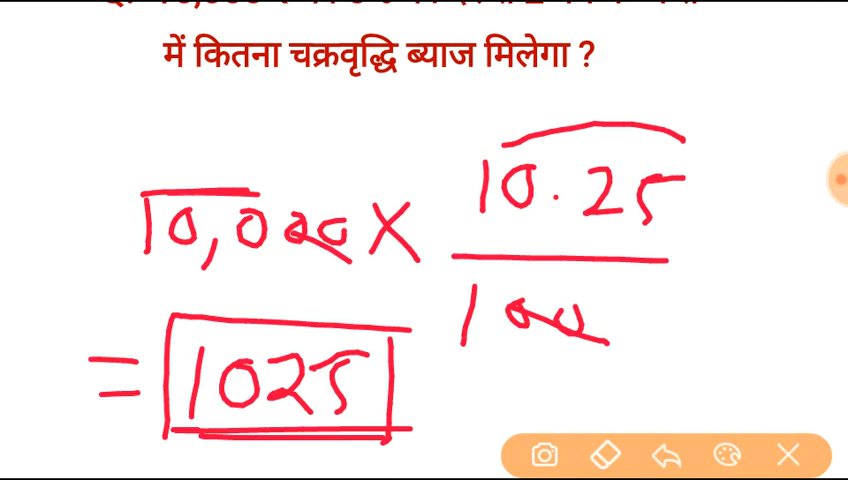 में कितना चक्रवृद्धि ब्याज मिलेगा ?
10.25
10,000 ×
100
= 1025